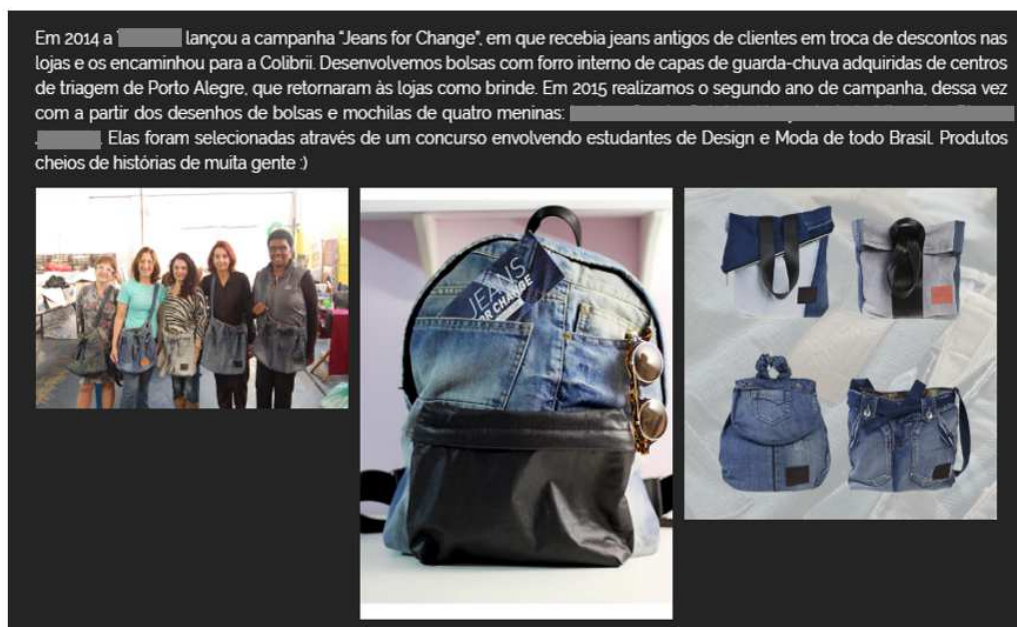 Em 2014 a lançou a campanha “Jeans for Change”, em que recebia jeans antigos de clientes em troca de descontos nas
lojas e os encaminhou para a Colibrii. Desenvolvemos bolsas com forro interno de capas de guarda-chuva adquiridas de centros
de triagem de Porto Alegre, que retornaram às lojas como brinde. Em 2015 realizamos o segundo ano de campanha, dessa vez
com a partir dos desenhos de bolsas e mochilas de quatro meninas:
. Elas foram selecionadas através de um concurso envolvendo estudantes de Design e Moda de todo Brasil. Produtos
cheios de histórias de muita gente :)
JEANS
FOR CHANGE